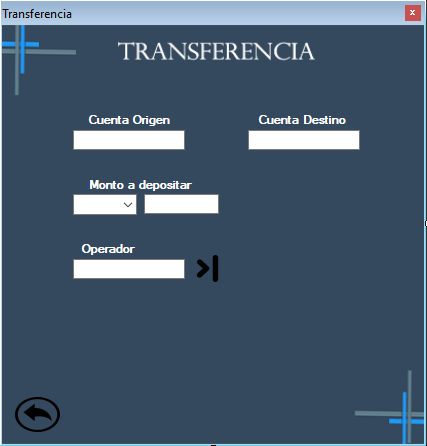 Transferencia
TRANSFERENCIA
Cuenta Origen
Cuenta Destino
Monto a depositar
Operador